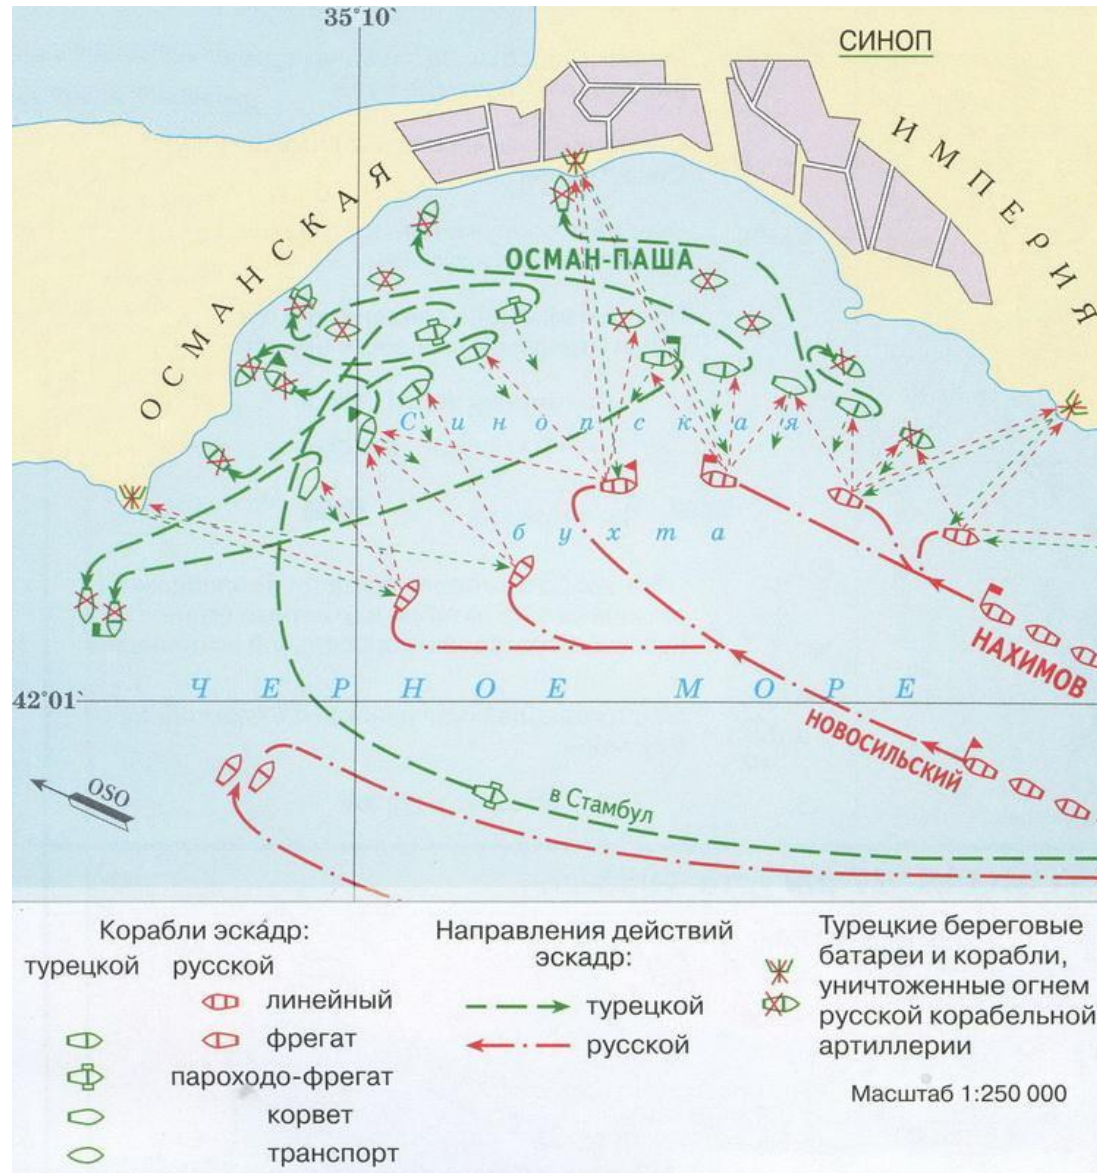 35°10`
СИНОП
ОСМАНСКАЯ
ИМПЕРИЯ
ОСМАН-ПАША
Синопская
бухта
НАХИМОВ
ЧЕРНОЕ МОРЕ
42°01`
НОВОСИЛЬСКИЙ
OSO
в Стамбул
Корабли эска́др:
турецкой русской
линейный
фрегат
пароходо-фрегат
корвет
транспорт
Направления действий
эскадр:
турецкой
русской
Турецкие береговые
батареи и корабли,
уничтоженные огнем
русской корабельной
артиллерии
Масштаб 1:250 000